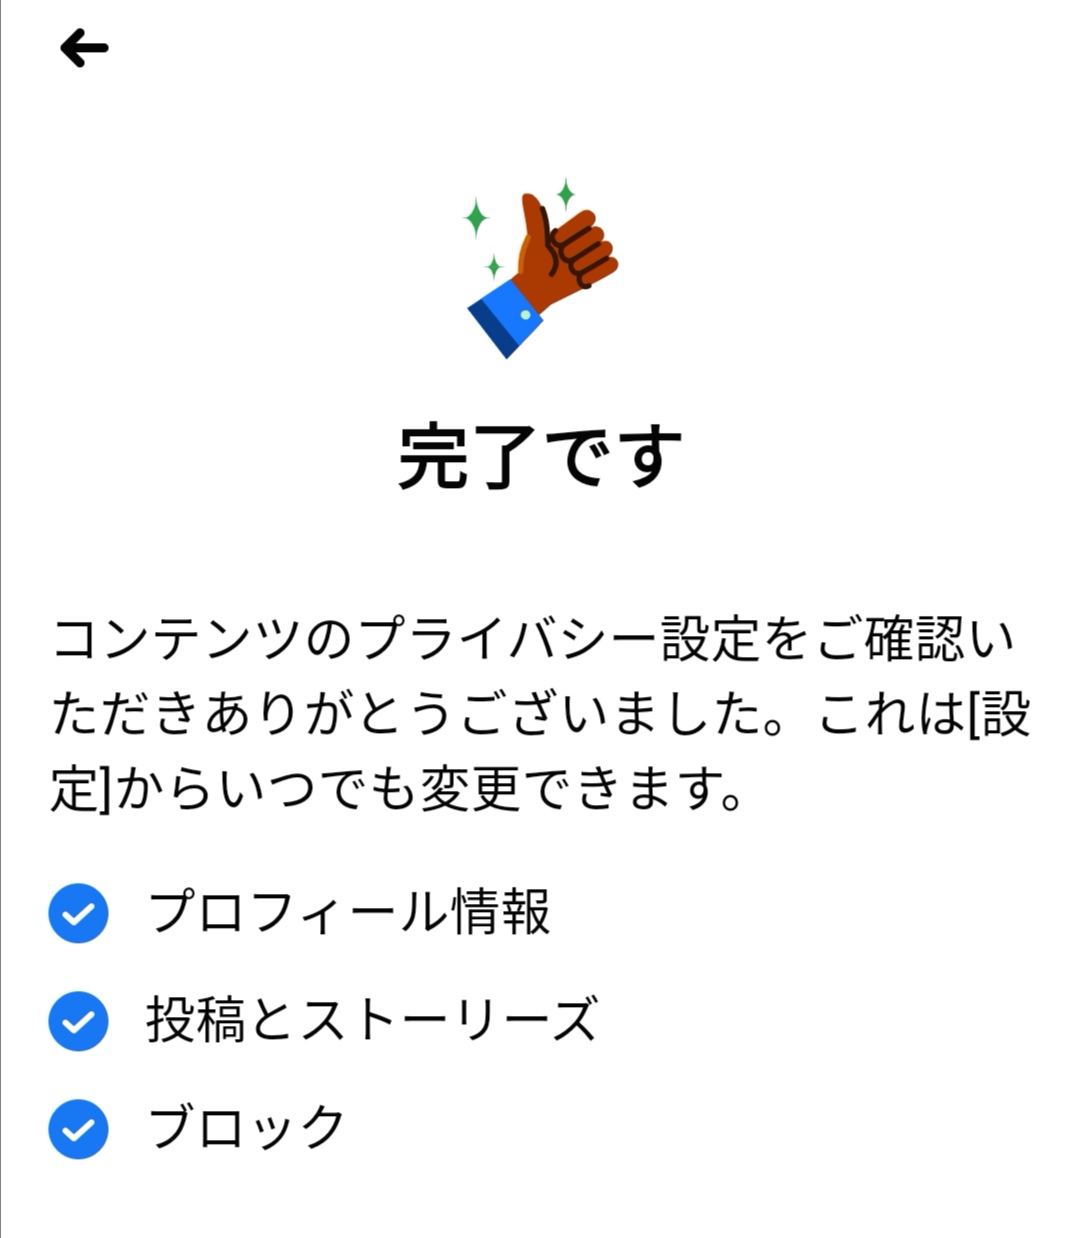 完了です
コンテンツのプライバシー設定をご確認い
ただきありがとうございました。これは[設
定]からいつでも変更できます。
プロフィール情報
投稿とストーリーズ
ブロック